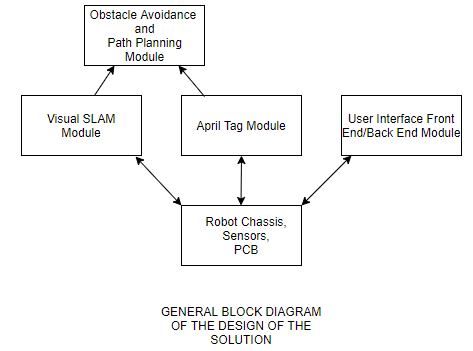 Obstacle Avoidance
and
Path Planning
Module
Visual SLAM
Module
April Tag Module
User Interface Front
End/Back End Module
Robot Chassis,
Sensors,
PCB
GENERAL BLOCK DIAGRAM
OF THE DESIGN OF THE
SOLUTION